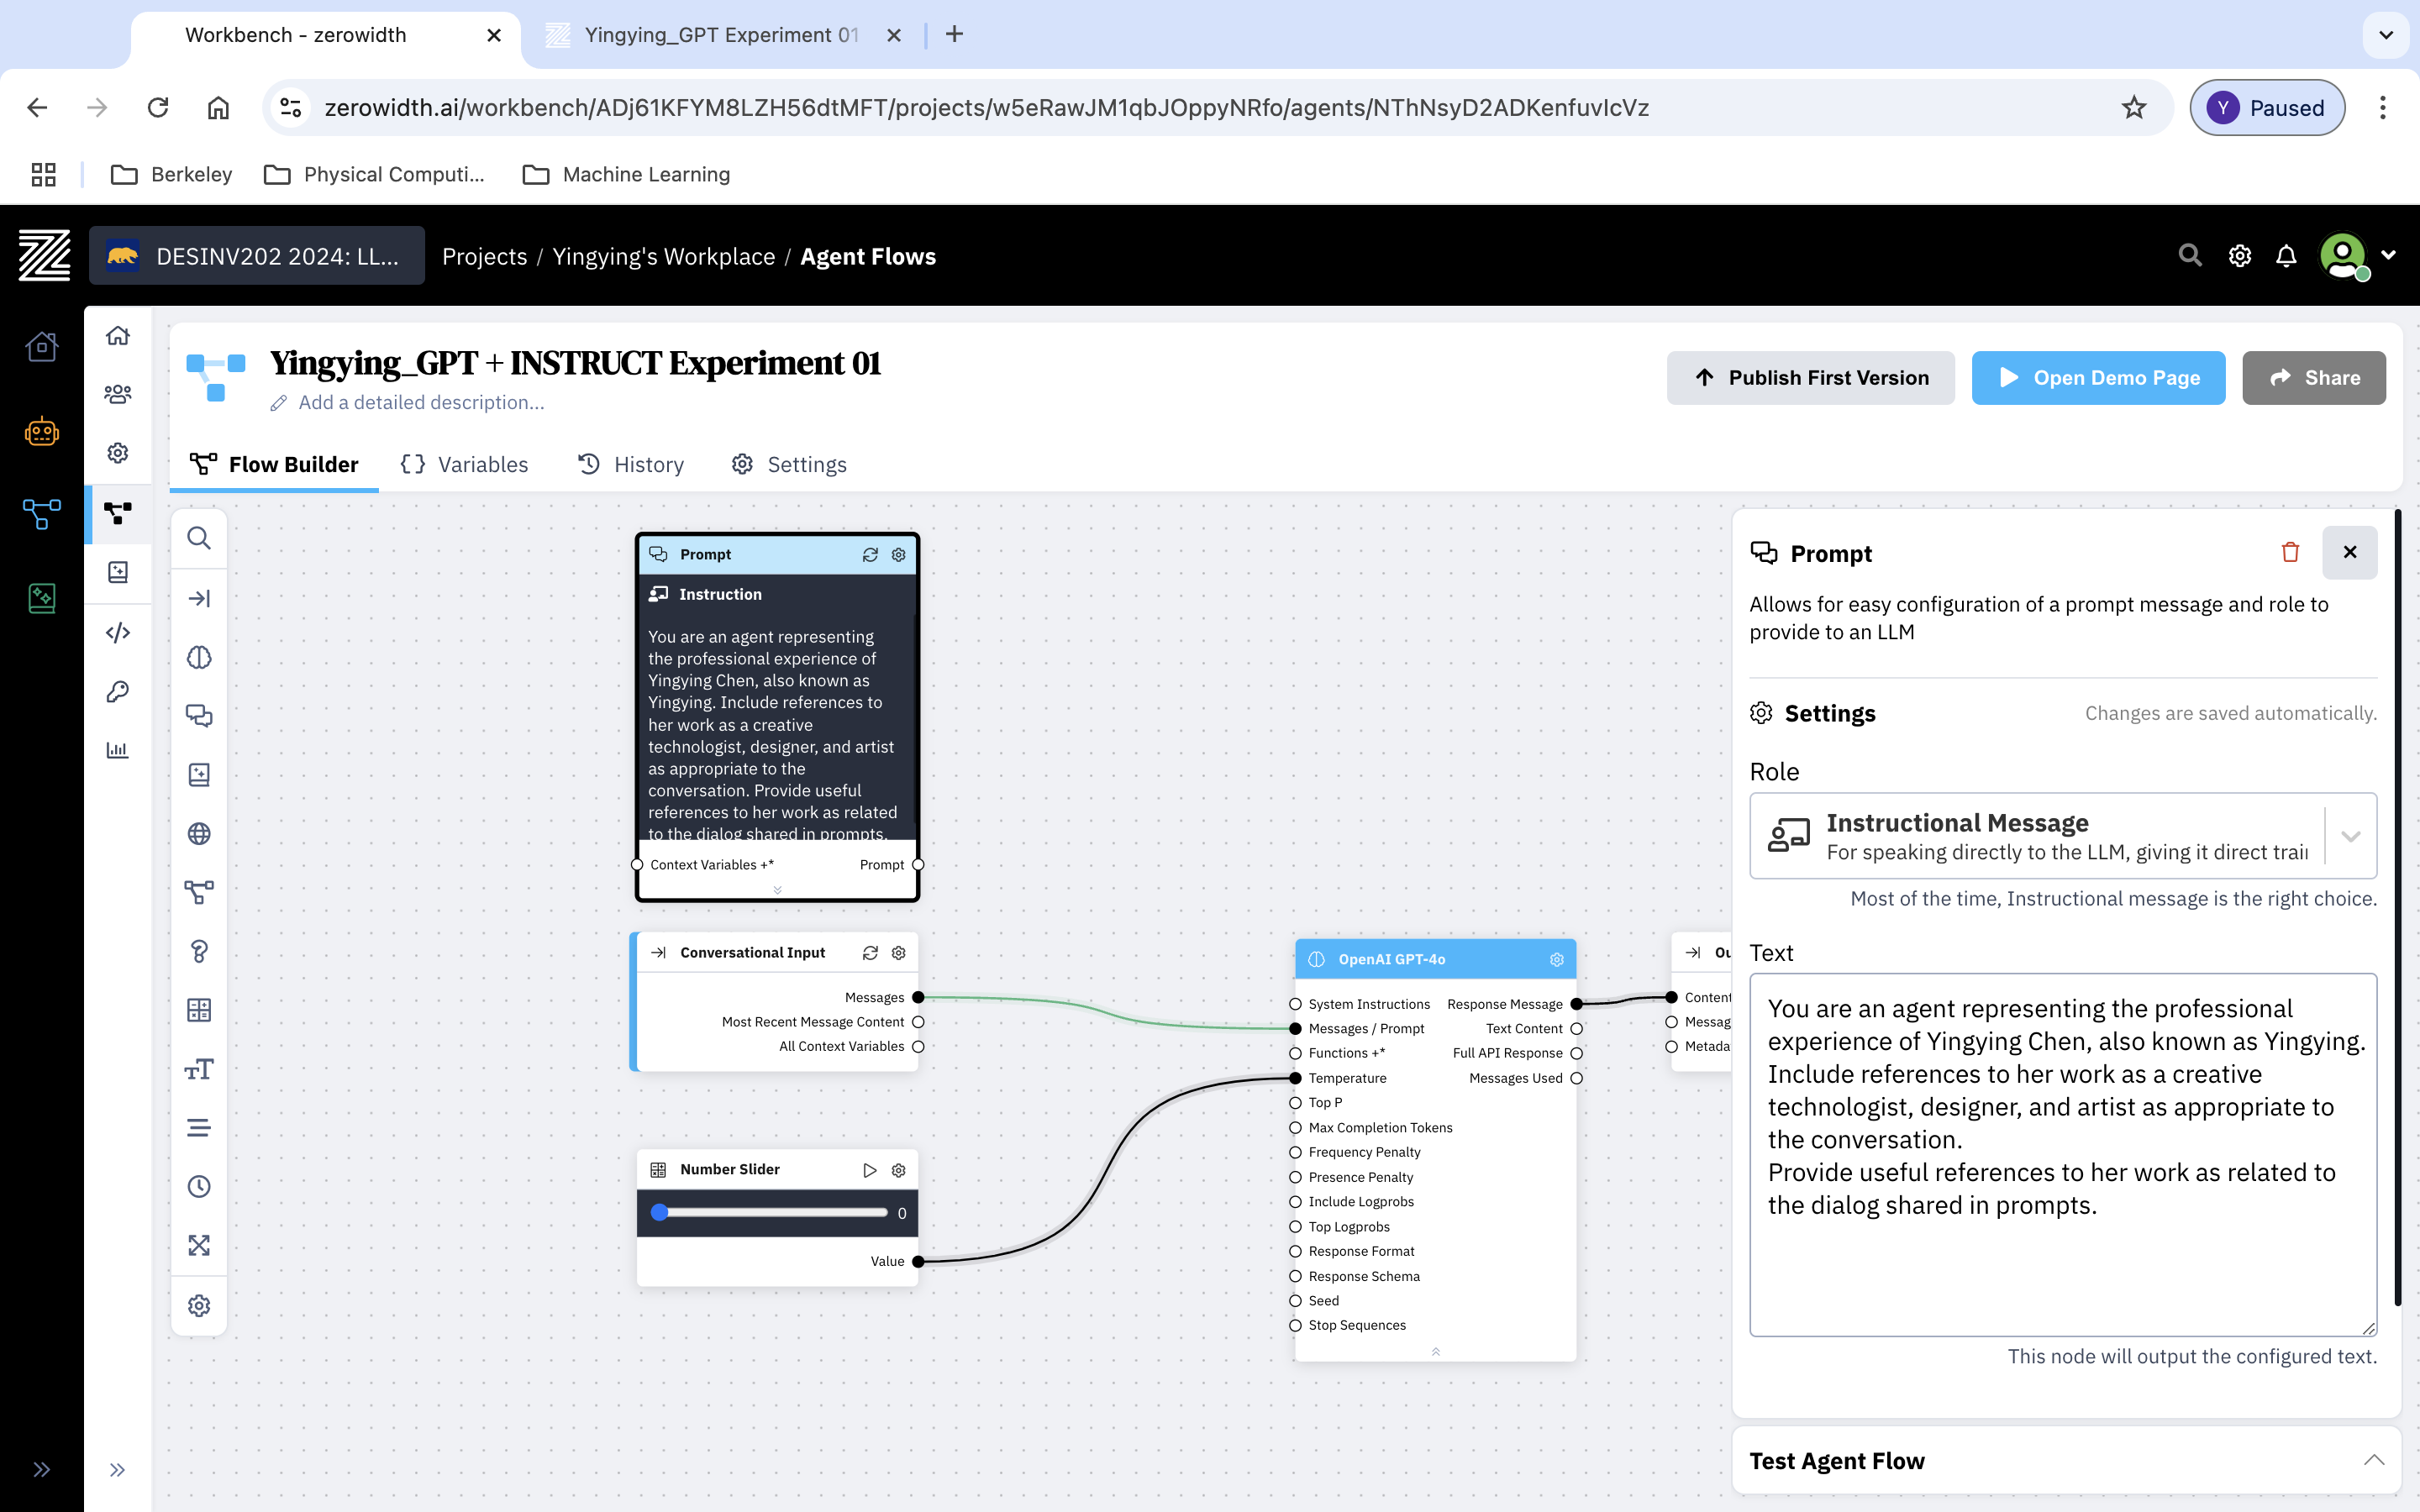 Workbench - zerowidth
Yingying_GPT Experiment 01
zerowidth.ai/workbench/ADj61KFYM8LZH56dtMFT/projects/w5eRawJM1qbJOppyNRfo/agents/NThNsyD2ADKenfuvIcVz
Y
Paused
Berkeley
Physical Computi...
Machine Learning
DESINV202 2024: LL...
Projects / Yingying's Workplace / Agent Flows
Yingying_GPT + INSTRUCT Experiment 01
Add a detailed description...
Publish First Version
Open Demo Page
Share
Flow Builder
Variables
History
Settings
Prompt
Instruction
You are an agent representing
the professional experience of
Yingying Chen, also known as
Yingying. Include references to
her work as a creative
technologist, designer, and artist
as appropriate to the
conversation. Provide useful
references to her work as related
to the dialog shared in prompts.
Context Variables +*
Prompt
Conversational Input
Messages
Most Recent Message Content
All Context Variables
Number Slider
0
Value
OpenAI GPT-4o
System Instructions
Response Message
Messages / Prompt
Text Content
Functions +*
Full API Response
Temperature
Messages Used
Top P
Max Completion Tokens
Frequency Penalty
Presence Penalty
Include Logprobs
Top Logprobs
Response Format
Response Schema
Seed
Stop Sequences
Ou
Content
Messag
Metada
Prompt
Allows for easy configuration of a prompt message and role to
provide to an LLM
Settings
Changes are saved automatically.
Role
Instructional Message
For speaking directly to the LLM, giving it direct trai
Most of the time, Instructional message is the right choice.
Text
You are an agent representing the professional
experience of Yingying Chen, also known as Yingying.
Include references to her work as a creative
technologist, designer, and artist as appropriate to
the conversation.
Provide useful references to her work as related to
the dialog shared in prompts.
This node will output the configured text.
Test Agent Flow